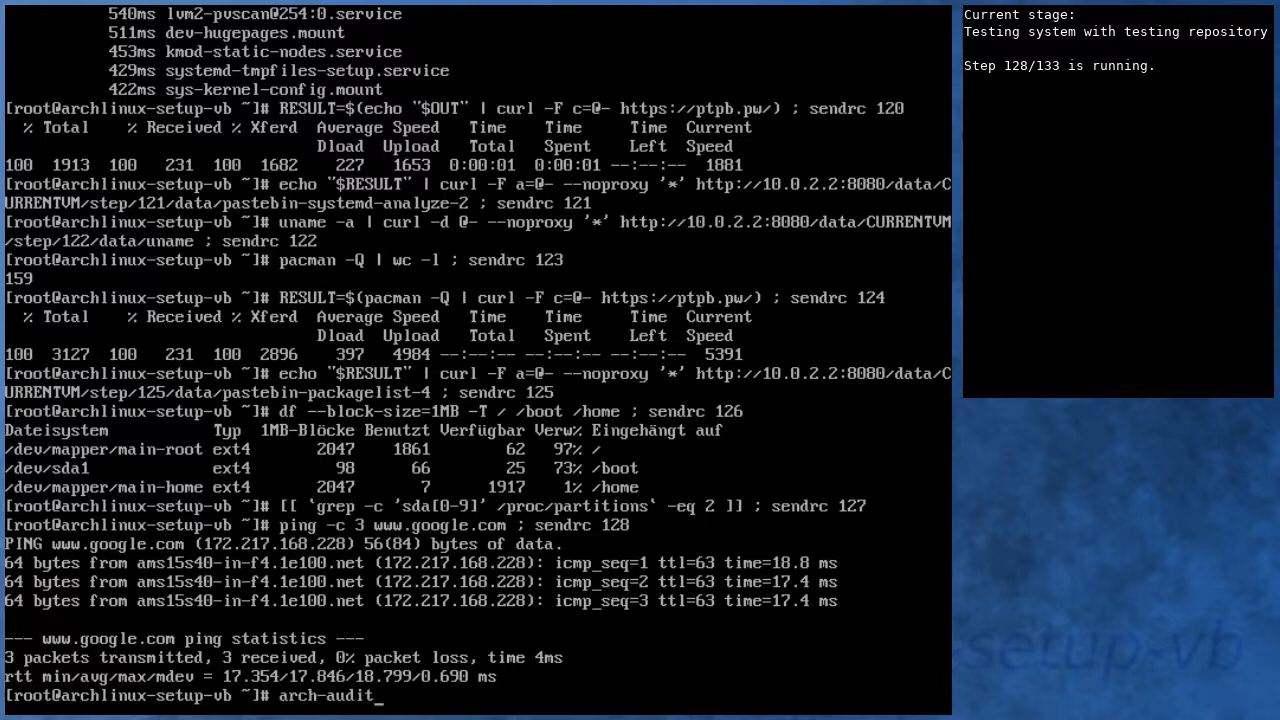 540ms lvm2-pvscan@254:0.service
511ms dev-hugepages.mount
453ms kmod-static-nodes.service
429ms systemd-tmpfiles-setup.service
422ms sys-kernel-config.mount
[root@archlinux-setup-vb ~]# RESULT=$(echo "$OUT" | curl -F c=@- https://ptpb.pw/) ; sendrc 120
  % Total    % Received % Xferd  Average Speed   Time    Time     Time  Current
                                 Dload  Upload   Total   Spent    Left  Speed
100  1913  100   231  100  1682    227   1653  0:00:01  0:00:01 --:--:--  1881
[root@archlinux-setup-vb ~]# echo "$RESULT" | curl -F a=@- --noproxy '*' http://10.0.2.2:8080/data/C
URRENTVM/step/121/data/pastebin-systemd-analyze-2 ; sendrc 121
[root@archlinux-setup-vb ~]# uname -a | curl -d @- --noproxy '*' http://10.0.2.2:8080/data/CURRENTVM
/step/122/data/uname ; sendrc 122
[root@archlinux-setup-vb ~]# pacman -Q | wc -l ; sendrc 123
159
[root@archlinux-setup-vb ~]# RESULT=$(pacman -Q | curl -F c=@- https://ptpb.pw/) ; sendrc 124
  % Total    % Received % Xferd  Average Speed   Time    Time     Time  Current
                                 Dload  Upload   Total   Spent    Left  Speed
100  3127  100   231  100  2896    397   4984 --:--:-- --:--:-- --:--:--  5391
[root@archlinux-setup-vb ~]# echo "$RESULT" | curl -F a=@- --noproxy '*' http://10.0.2.2:8080/data/C
URRENTVM/step/125/data/pastebin-packagelist-4 ; sendrc 125
[root@archlinux-setup-vb ~]# df --block-size=1MB -T / /boot /home ; sendrc 126
Dateisystem           Typ  1MB-Blöcke Benutzt Verfügbar Verw% Eingehängt auf
/dev/mapper/main-root ext4       2047    1861        62   97% /
/dev/sda1             ext4         98      66        25   73% /boot
/dev/mapper/main-home ext4       2047       7      1917    1% /home
[root@archlinux-setup-vb ~]# [[ `grep -c 'sda[0-9]' /proc/partitions` -eq 2 ]] ; sendrc 127
[root@archlinux-setup-vb ~]# ping -c 3 www.google.com ; sendrc 128
PING www.google.com (172.217.168.228) 56(84) bytes of data.
64 bytes from ams15s40-in-f4.1e100.net (172.217.168.228): icmp_seq=1 ttl=63 time=18.8 ms
64 bytes from ams15s40-in-f4.1e100.net (172.217.168.228): icmp_seq=2 ttl=63 time=17.4 ms
64 bytes from ams15s40-in-f4.1e100.net (172.217.168.228): icmp_seq=3 ttl=63 time=17.4 ms
--- www.google.com ping statistics ---
3 packets transmitted, 3 received, 0% packet loss, time 4ms
rtt min/avg/max/mdev = 17.354/17.846/18.799/0.690 ms
[root@archlinux-setup-vb ~]# arch-audit_
Current stage:
Testing system with testing repository
Step 128/133 is running.
setup-vb